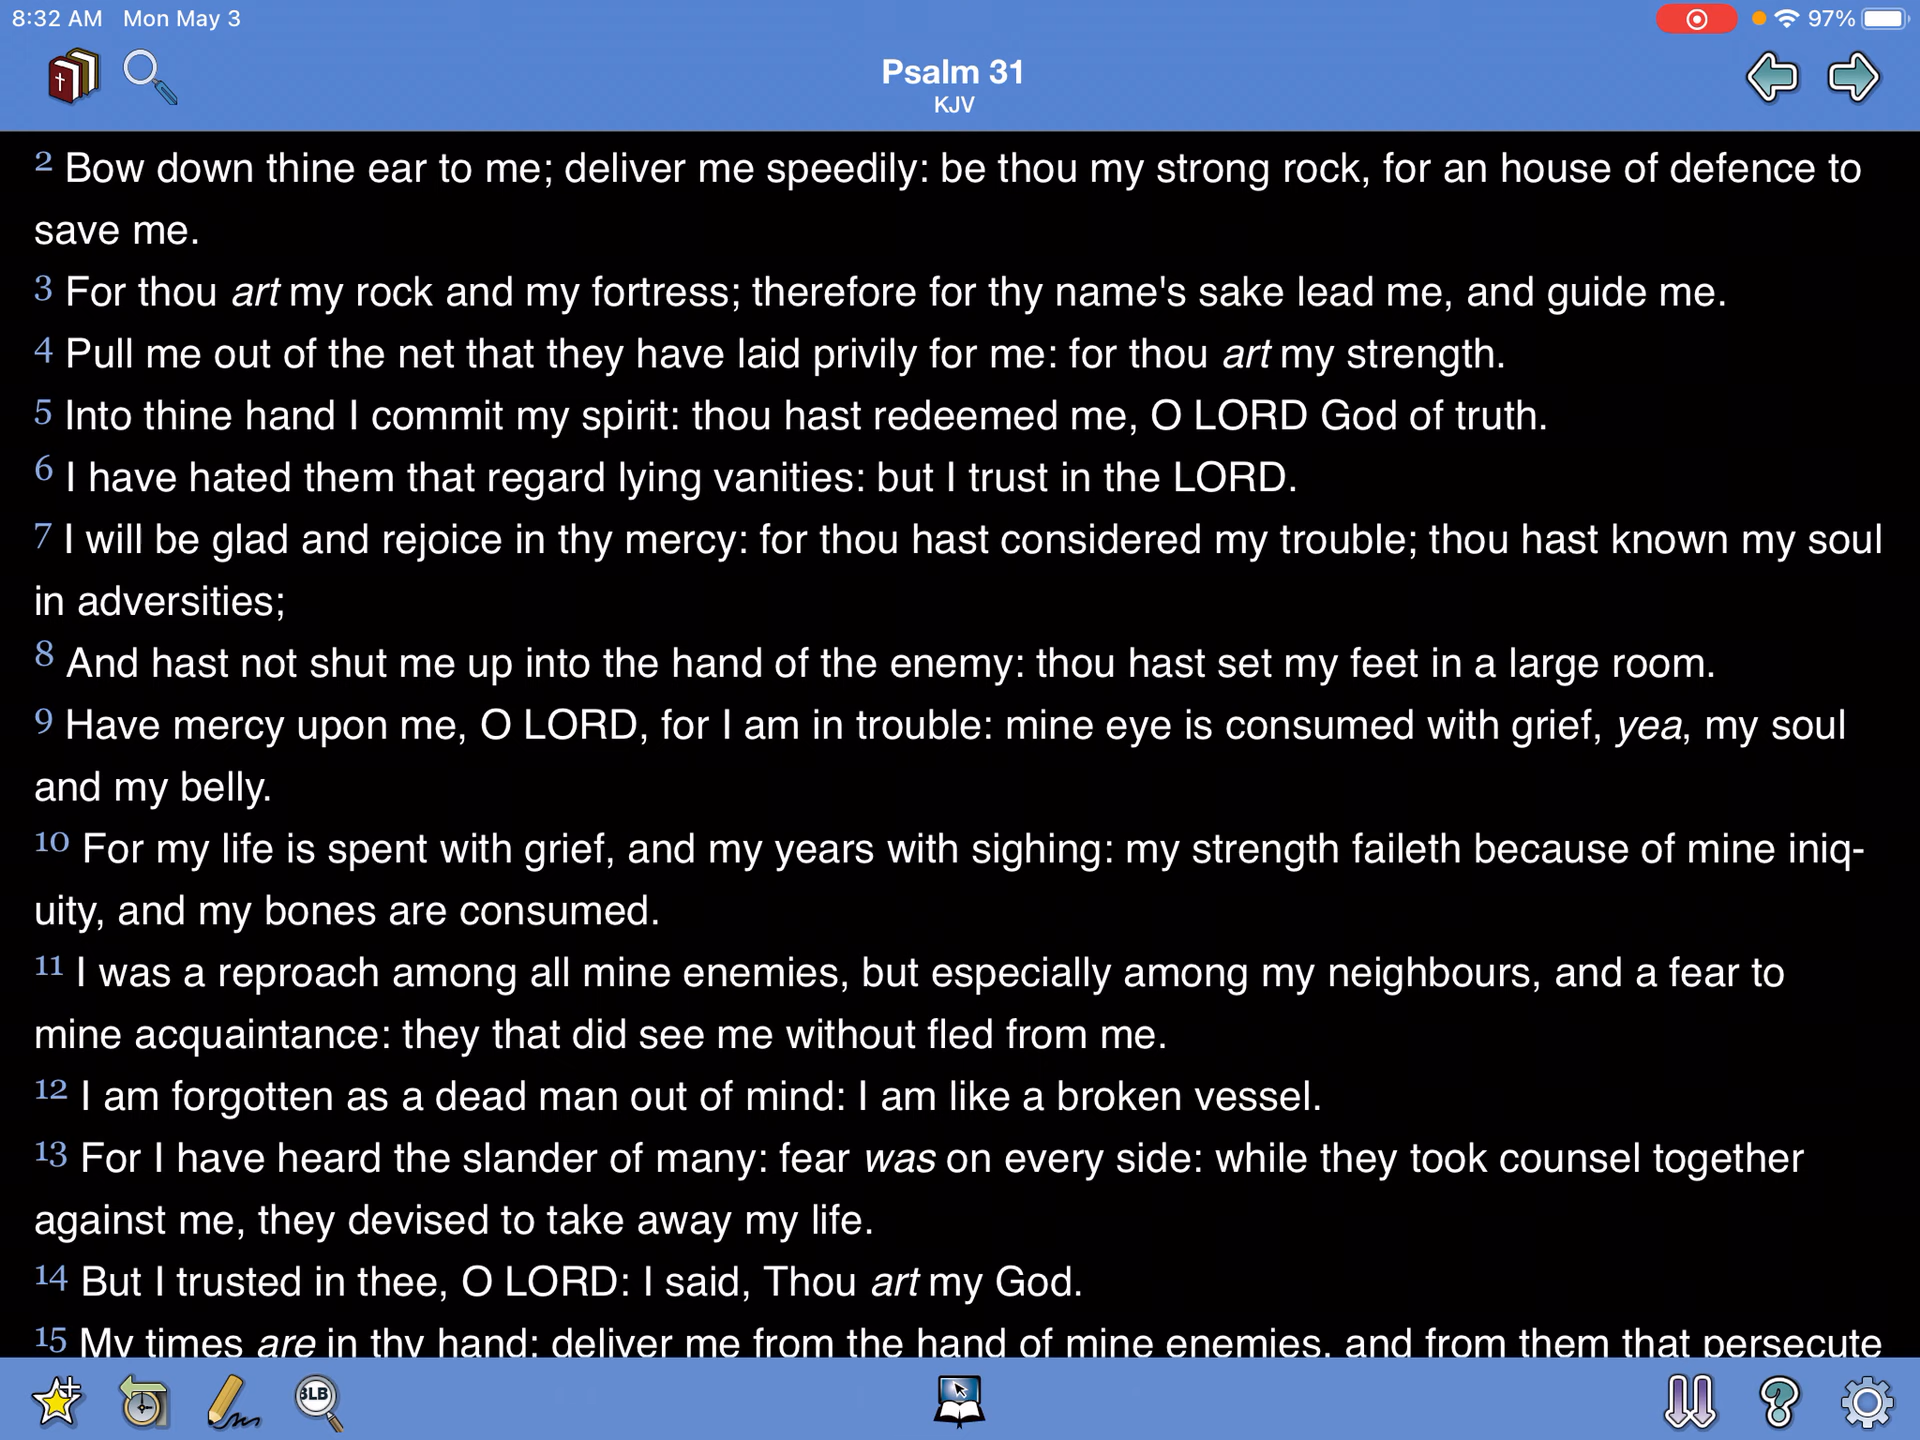 8:32 AM Mon May 3
97%
Psalm 31
KJV
2 Bow down thine ear to me; deliver me speedily: be thou my strong rock, for an house of defence to
save me.
3 For thou art my rock and my fortress; therefore for thy name's sake lead me, and guide me.
4 Pull me out of the net that they have laid privily for me: for thou art my strength.
5 Into thine hand I commit my spirit: thou hast redeemed me, O LORD God of truth.
6 I have hated them that regard lying vanities: but I trust in the LORD.
7 I will be glad and rejoice in thy mercy: for thou hast considered my trouble; thou hast known my soul
in adversities;
8 And hast not shut me up into the hand of the enemy: thou hast set my feet in a large room.
9 Have mercy upon me, O LORD, for I am in trouble: mine eye is consumed with grief, yea, my soul
and my belly.
10 For my life is spent with grief, and my years with sighing: my strength faileth because of mine iniq-
uity, and my bones are consumed.
11 I was a reproach among all mine enemies, but especially among my neighbours, and a fear to
mine acquaintance: they that did see me without fled from me.
12 I am forgotten as a dead man out of mind: I am like a broken vessel.
13 For I have heard the slander of many: fear was on every side: while they took counsel together
against me, they devised to take away my life.
14 But I trusted in thee, O LORD: I said, Thou art my God.
15 My times are in thy hand: deliver me from the hand of mine enemies, and from them that persecute
BLB